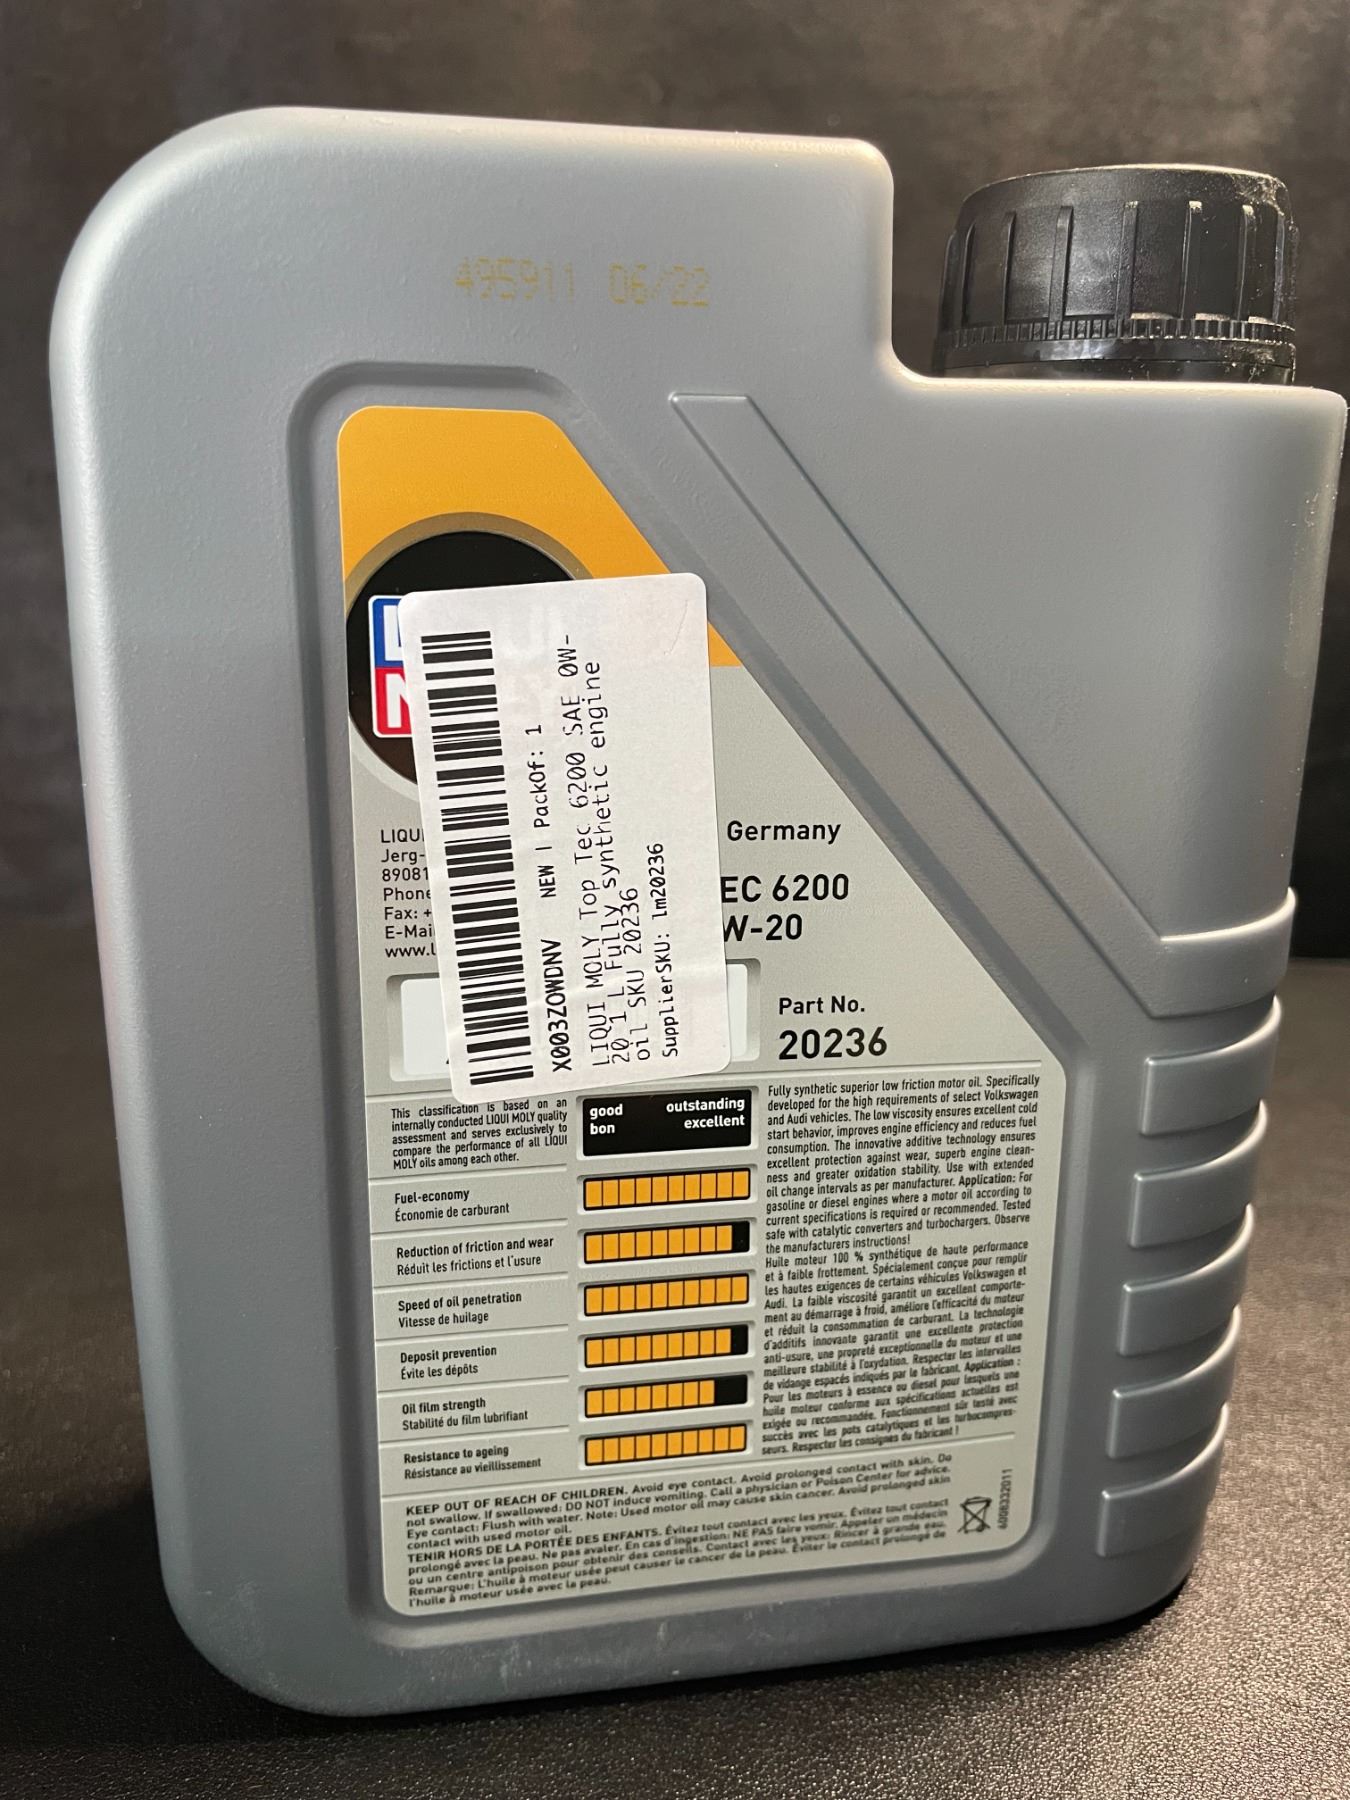 495911 06/22
LIQUI
Jerg-
89081
Phone
Fax: +
E-Mai
www.l
Germany
EC 6200
W-20
Part No.
20236
X003ZOWDNV NEW | PackOf: 1
LIQUI MOLY Top Tec 6200 SAE 0W-
20 1 L Fully synthetic engine
oil SKU 20236
SupplierSKU: lm20236
This classification is based on an
internally conducted LIQUI MOLY quality
assessment and serves exclusively to
compare the performance of all LIQUI
MOLY oils among each other.
good outstanding
bon excellent
Fuel-economy
Économie de carburant
Reduction of friction and wear
Réduit les frictions et l'usure
Speed of oil penetration
Vitesse de huilage
Deposit prevention
Évite les dépôts
Oil film strength
Stabilité du film lubrifiant
Resistance to ageing
Résistance au vieillissement
Fully synthetic superior low friction motor oil. Specifically
developed for the high requirements of select Volkswagen
and Audi vehicles. The low viscosity ensures excellent cold
start behavior, improves engine efficiency and reduces fuel
consumption. The innovative additive technology ensures
excellent protection against wear, superb engine clean-
ness and greater oxidation stability. Use with extended
oil change intervals as per manufacturer. Application: For
gasoline or diesel engines where a motor oil according to
current specifications is required or recommended. Tested
safe with catalytic converters and turbochargers. Observe
the manufacturers instructions!
Huile moteur 100 % synthétique de haute performance
et à faible frottement. Spécialement conçue pour remplir
les hautes exigences de certains véhicules Volkswagen et
Audi. La faible viscosité garantit un excellent comporte-
ment au démarrage à froid, améliore l'efficacité du moteur
et réduit la consommation de carburant. La technologie
d'additifs innovante garantit une excellente protection
anti-usure, une propreté exceptionnelle du moteur et une
meilleure stabilité à l'oxydation. Respecter les intervalles
de vidange espacés indiqués par le fabricant. Application :
Pour les moteurs à essence ou diesel pour lesquels une
huile moteur conforme aux spécifications actuelles est
exigée ou recommandée. Fonctionnement sûr testé avec
succès avec les pots catalytiques et les turbocompres-
seurs. Respecter les consignes du fabricant !
KEEP OUT OF REACH OF CHILDREN. Avoid eye contact. Avoid prolonged contact with skin. Do
not swallow. If swallowed: DO NOT induce vomiting. Call a physician or Poison Center for advice.
Eye contact: Flush with water. Note: Used motor oil may cause skin cancer. Avoid prolonged skin
contact with used motor oil.
TENIR HORS DE LA PORTÉE DES ENFANTS. Évitez tout contact avec les yeux. Évitez tout contact
prolongé avec la peau. Ne pas avaler. En cas d'ingestion: NE PAS faire vomir. Appeler un médecin
ou un centre antipoison pour obtenir des conseils. Contact avec les yeux: Rincer à grande eau.
Remarque: L'huile à moteur usée peut causer le cancer de la peau. Éviter le contact prolongé de
l'huile à moteur usée avec la peau.